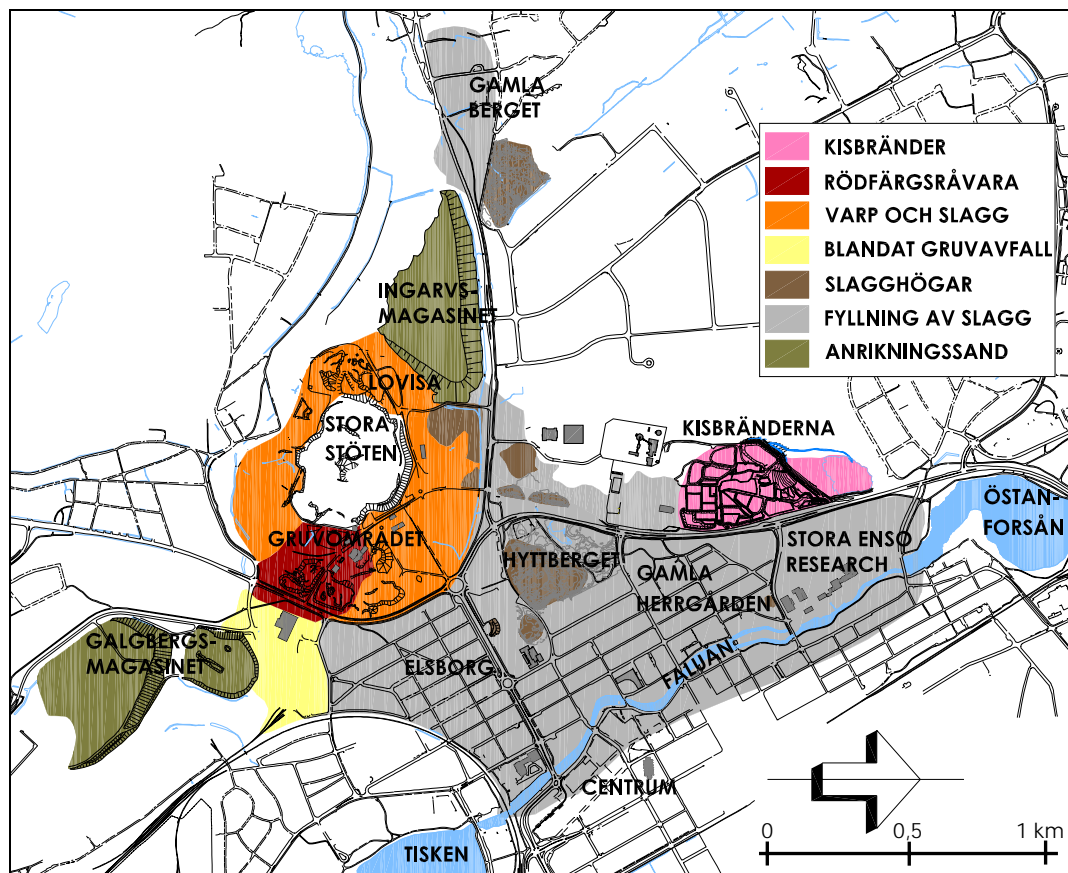 GAMLA
BERGET
KISBRÄNDER
RÖDFÄRGSRÅVARA
VARP OCH SLAGG
BLANDAT GRUVAVFALL
SLAGGHÖGAR
FYLLNING AV SLAGG
ANRIKNINGSSAND
INGARVS-
MAGASINET
LOVISA
STORA
STÖTEN
KISBRÄNDERNA
ÖSTAN-
FORSÅN
GRUVOMRÅDET
STORA ENSO
RESEARCH
HYTTBERGET
GAMLA
HERRGÅRDEN
GALGBERGS-
MAGASINET
ELSBORG
FALUÅN
CENTRUM
TISKEN
0 0,5 1 km